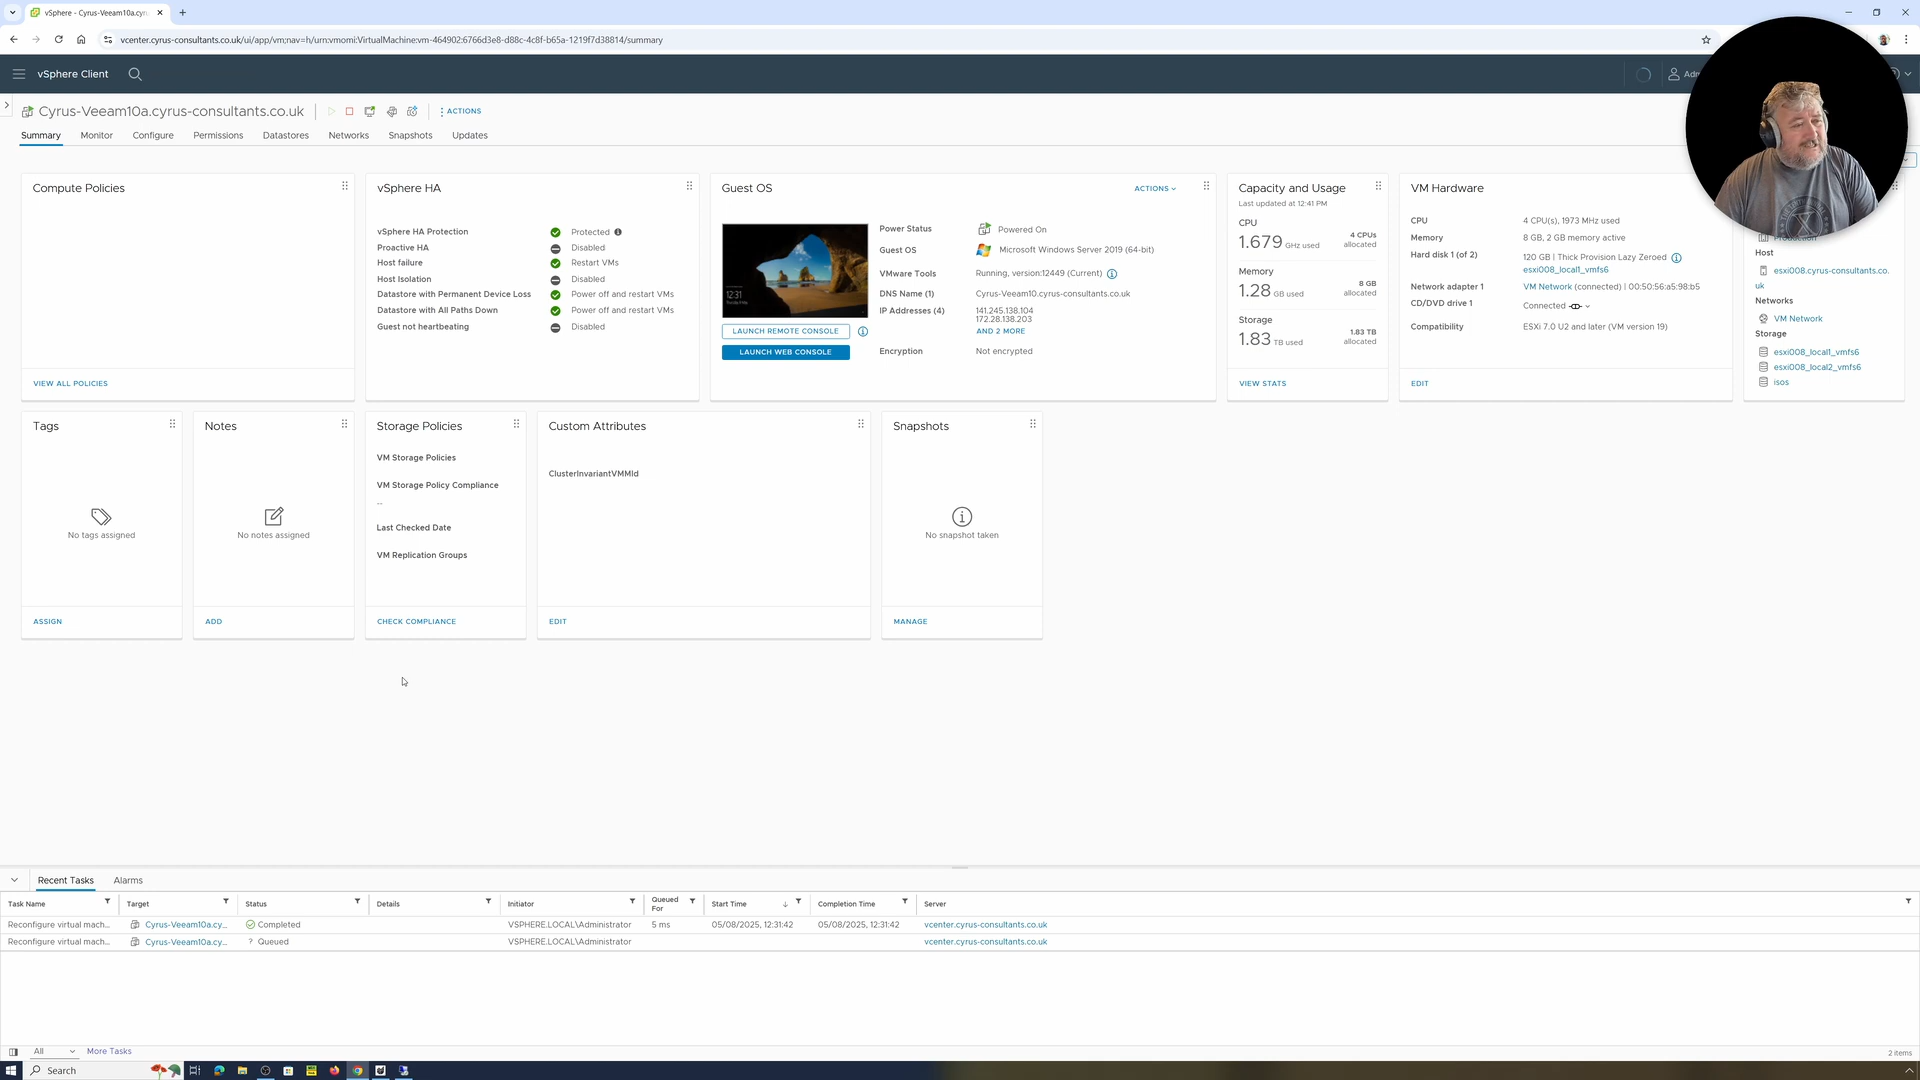 vSphere - Cyrus-Veeam10a.cyru
vcenter.cyrus-consultants.co.uk/ui/app/vm;nav=h/urn:vmomi:VirtualMachine:vm-464902:6766d3e8-d88c-4c8f-b65a-1219f7d38814/summary
vSphere Client
Adm
Cyrus-Veeam10a.cyrus-consultants.co.uk
ACTIONS
Summary Monitor Configure Permissions Datastores Networks Snapshots Updates
Compute Policies
VIEW ALL POLICIES
vSphere HA
vSphere HA Protection Protected
Proactive HA Disabled
Host failure Restart VMs
Host Isolation Disabled
Datastore with Permanent Device Loss Power off and restart VMs
Datastore with All Paths Down Power off and restart VMs
Guest not heartbeating Disabled
Guest OS
ACTIONS
12:31
LAUNCH REMOTE CONSOLE
LAUNCH WEB CONSOLE
Power Status Powered On
Guest OS Microsoft Windows Server 2019 (64-bit)
VMware Tools Running, version:12449 (Current)
DNS Name (1) Cyrus-Veeam10.cyrus-consultants.co.uk
IP Addresses (4) 141.245.138.104
172.28.138.203
AND 2 MORE
Encryption Not encrypted
Capacity and Usage
Last updated at 12:41 PM
CPU
1.679 GHz used
4 CPUs
allocated
Memory
1.28 GB used
8 GB
allocated
Storage
1.83 TB used
1.83 TB
allocated
VIEW STATS
VM Hardware
CPU 4 CPU(s), 1973 MHz used
Memory 8 GB, 2 GB memory active
Hard disk 1 (of 2) 120 GB | Thick Provision Lazy Zeroed
esxi008_local1_vmfs6
Network adapter 1 VM Network (connected) | 00:50:56:a5:98:b5
CD/DVD drive 1 Connected
Compatibility ESXi 7.0 U2 and later (VM version 19)
EDIT
Production
Host
esxi008.cyrus-consultants.co.
uk
Networks
VM Network
Storage
esxi008_local1_vmfs6
esxi008_local2_vmfs6
isos
Tags
No tags assigned
ASSIGN
Notes
No notes assigned
ADD
Storage Policies
VM Storage Policies
VM Storage Policy Compliance
--
Last Checked Date
VM Replication Groups
CHECK COMPLIANCE
Custom Attributes
ClusterInvariantVMMId
EDIT
Snapshots
No snapshot taken
MANAGE
Recent Tasks Alarms
Task Name Target Status Details Initiator Queued For Start Time Completion Time Server
Reconfigure virtual mach... Cyrus-Veeam10a.cy... Completed VSPHERE.LOCAL\Administrator 5 ms 05/08/2025, 12:31:42 05/08/2025, 12:31:42 vcenter.cyrus-consultants.co.uk
Reconfigure virtual mach... Cyrus-Veeam10a.cy... ? Queued VSPHERE.LOCAL\Administrator vcenter.cyrus-consultants.co.uk
All More Tasks
2 items
Search